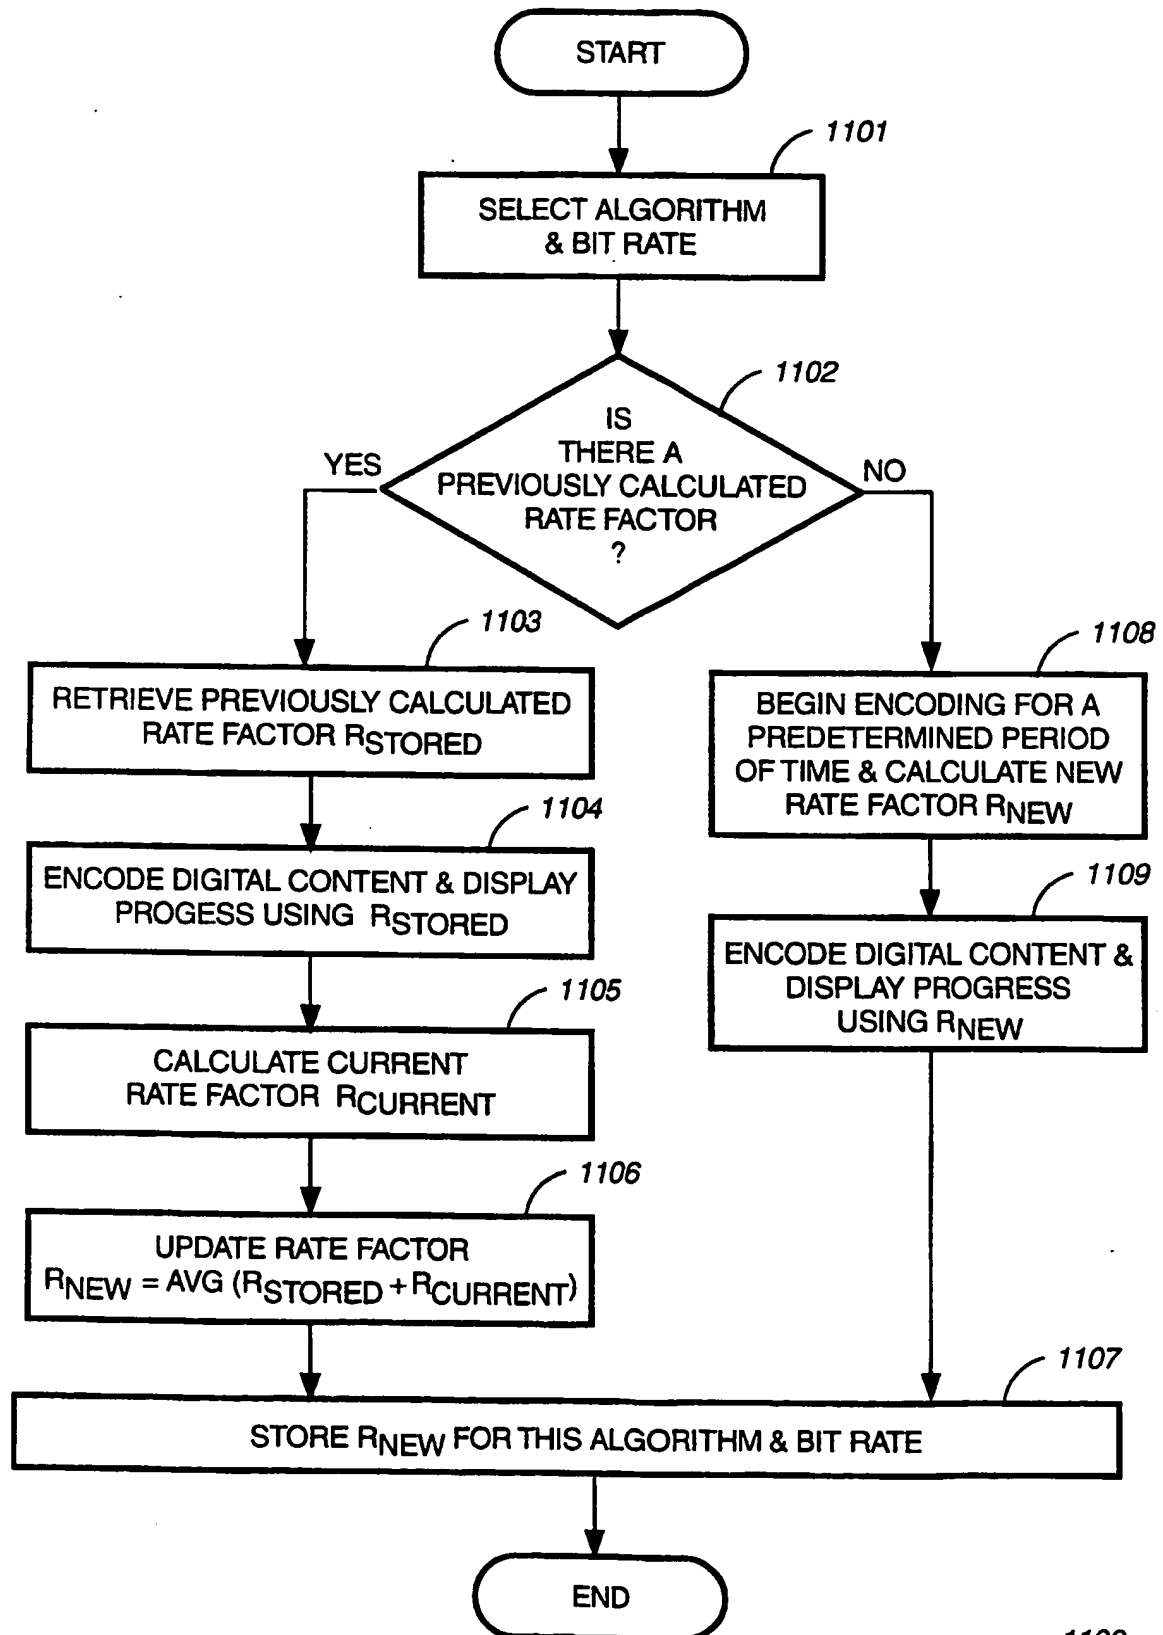 START
1101
SELECT ALGORITHM
& BIT RATE
1102
IS
THERE A
PREVIOUSLY CALCULATED
RATE FACTOR
?
YES
NO
1103
RETRIEVE PREVIOUSLY CALCULATED
RATE FACTOR RSTORED
1104
ENCODE DIGITAL CONTENT & DISPLAY
PROGESS USING RSTORED
1105
CALCULATE CURRENT
RATE FACTOR RCURRENT
1106
UPDATE RATE FACTOR
RNEW = AVG (RSTORED + RCURRENT)
1108
BEGIN ENCODING FOR A
PREDETERMINED PERIOD
OF TIME & CALCULATE NEW
RATE FACTOR RNEW
1109
ENCODE DIGITAL CONTENT &
DISPLAY PROGRESS
USING RNEW
1107
STORE RNEW FOR THIS ALGORITHM & BIT RATE
END